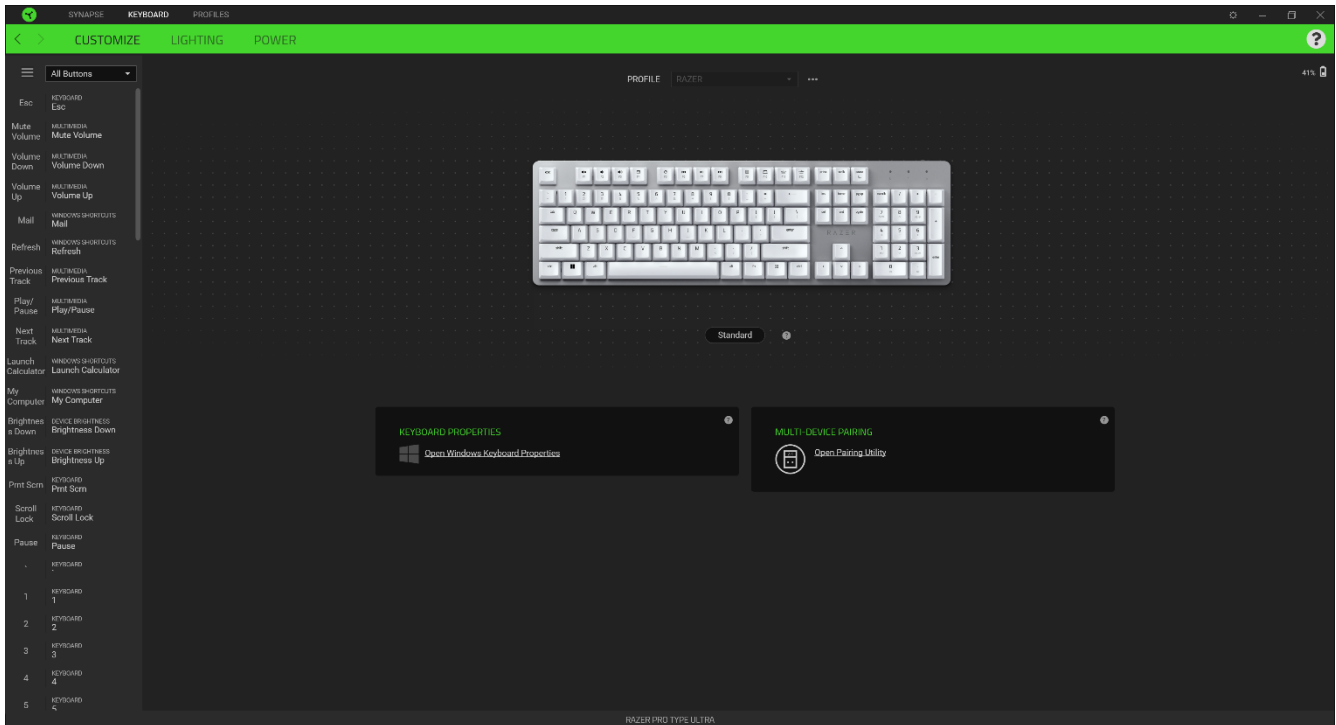 SYNAPSE KEYBOARD PROFILES
CUSTOMIZE LIGHTING POWER ?
All Buttons
PROFILE RAZER
41%
Esc KEYBOARD
Esc
Mute Volume MULTIMEDIA
Mute Volume
Volume Down MULTIMEDIA
Volume Down
Volume Up MULTIMEDIA
Volume Up
Mail WINDOWS SHORTCUTS
Mail
Refresh WINDOWS SHORTCUTS
Refresh
Previous Track MULTIMEDIA
Previous Track
Play/ Pause MULTIMEDIA
Play/Pause
Next Track MULTIMEDIA
Next Track
Launch Calculator WINDOWS SHORTCUTS
Launch Calculator
My Computer WINDOWS SHORTCUTS
My Computer
Brightnes s Down DEVICE BRIGHTNESS
Brightness Down
Brightnes s Up DEVICE BRIGHTNESS
Brightness Up
Prnt Scrn KEYBOARD
Prnt Scrn
Scroll Lock KEYBOARD
Scroll Lock
Pause KEYBOARD
Pause
` KEYBOARD
`
1 KEYBOARD
1
2 KEYBOARD
2
3 KEYBOARD
3
4 KEYBOARD
4
5 KEYBOARD
5
RAZER
Standard ?
KEYBOARD PROPERTIES ?
Open Windows Keyboard Properties
MULTI-DEVICE PAIRING ?
Open Pairing Utility
RAZER PRO TYPE ULTRA